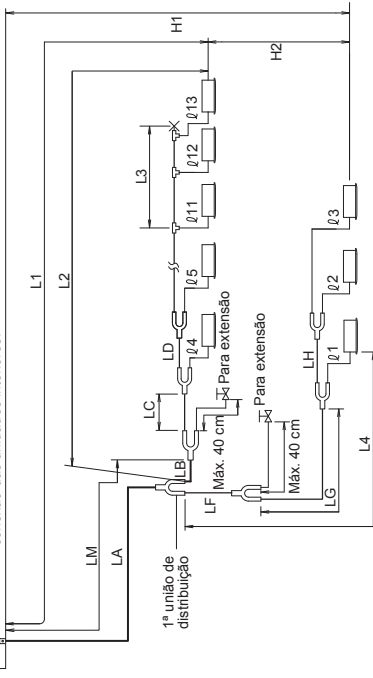 H1
L1
H2
L2
L3
ℓ13
ℓ12
ℓ11
ℓ5
ℓ4
LD
LC
Para extensão
Máx. 40 cm
LB
LM
LA
1ª união de
distribuição
LF
Para extensão
Máx. 40 cm
LG
LH
ℓ3
ℓ2
ℓ1
L4